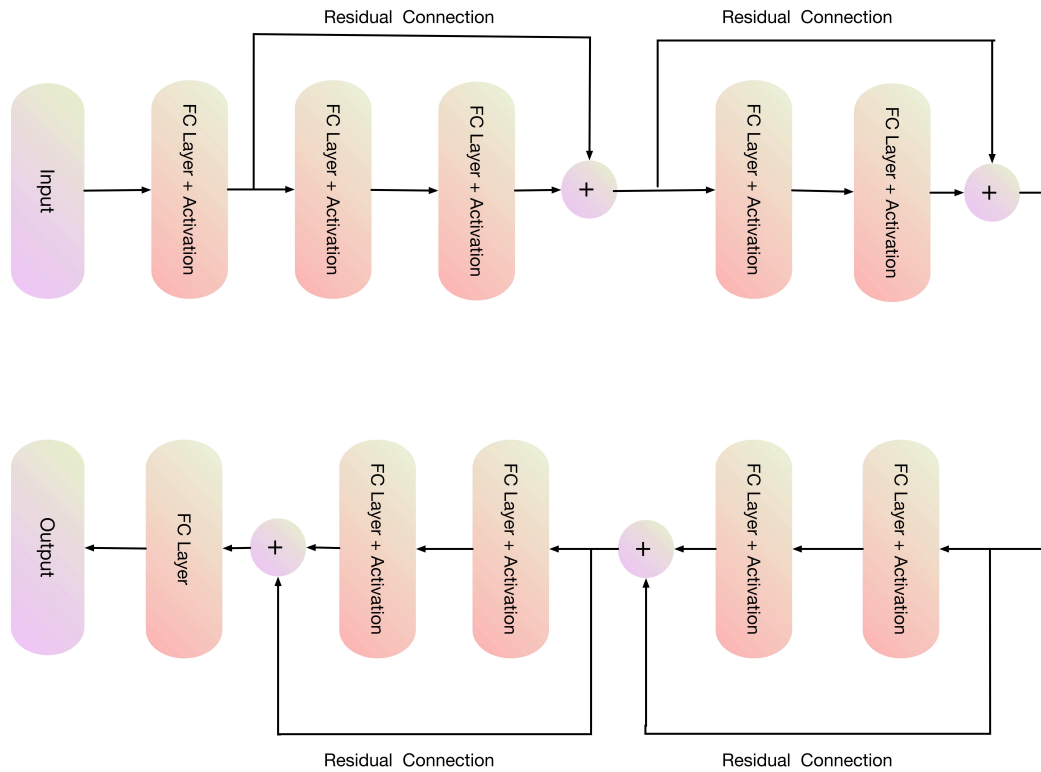 Residual Connection
Residual Connection
Input
FC Layer + Activation
FC Layer + Activation
FC Layer + Activation
+
FC Layer + Activation
FC Layer + Activation
+
Output
FC Layer
+
FC Layer + Activation
FC Layer + Activation
+
FC Layer + Activation
FC Layer + Activation
Residual Connection
Residual Connection